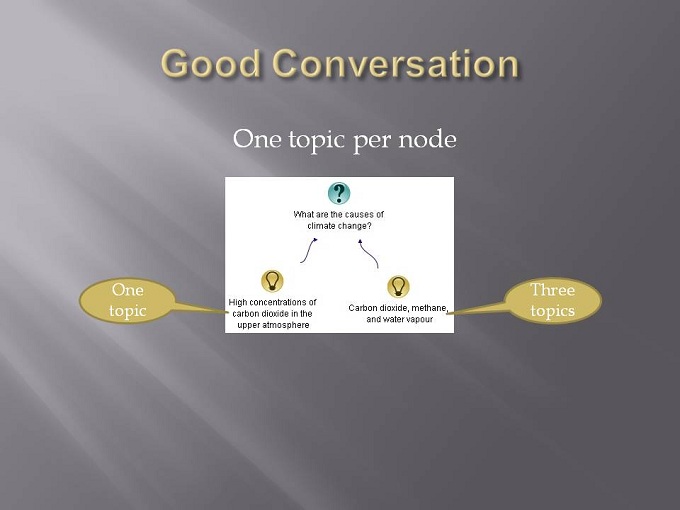 Good Conversation
One topic per node
?
What are the causes of
climate change?
One
topic
High concentrations of
carbon dioxide in the
upper atmosphere
Carbon dioxide, methane,
and water vapour
Three
topics